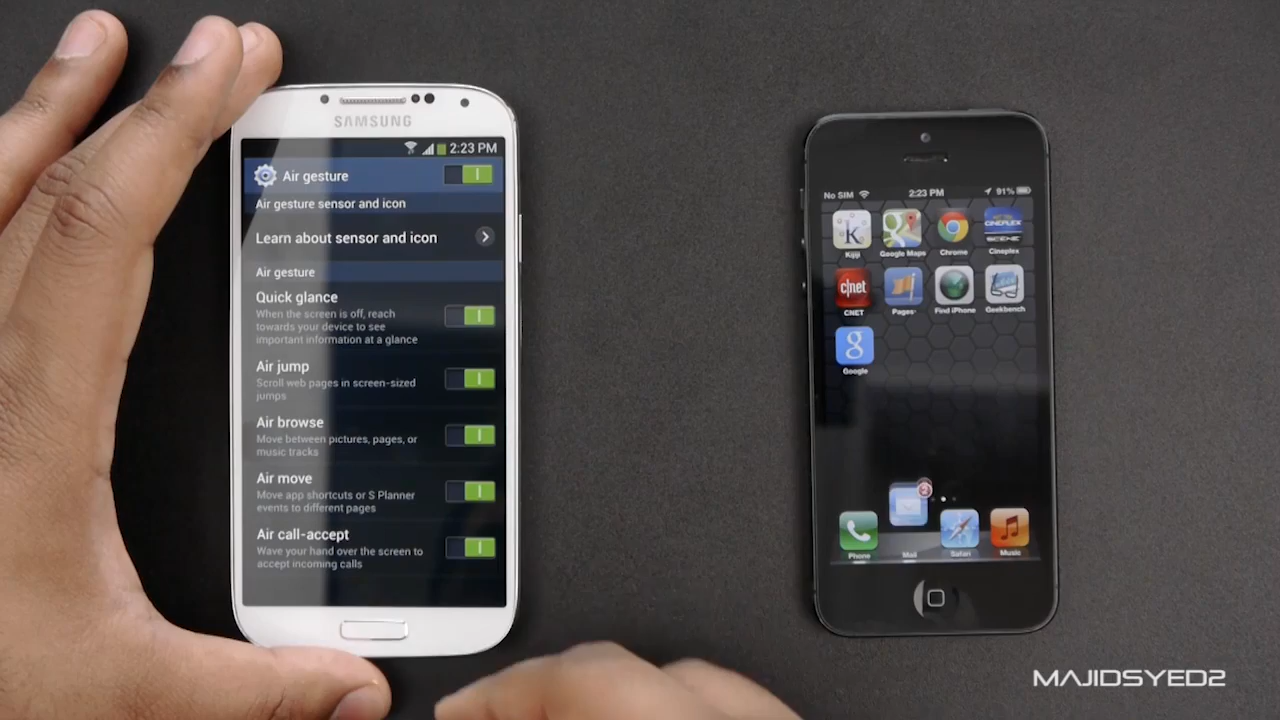 SAMSUNG
2:23 PM
Air gesture
Air gesture sensor and icon
Learn about sensor and icon
Air gesture
Quick glance
When the screen is off, reach
towards your device to see
important information at a glance
Air jump
Scroll web pages in screen-sized
jumps
Air browse
Move between pictures, pages, or
music tracks
Air move
Move app shortcuts or S Planner
events to different pages
Air call-accept
Wave your hand over the screen to
accept incoming calls
No SIM 2:23 PM 91%
K
Kijiji Google Maps Chrome Cineplex
CINEPLEX
SCENE
c|net
CNET Pages Find iPhone Geekbench
g
Google
2
Phone Mail Safari Music
MAJIDSYED2